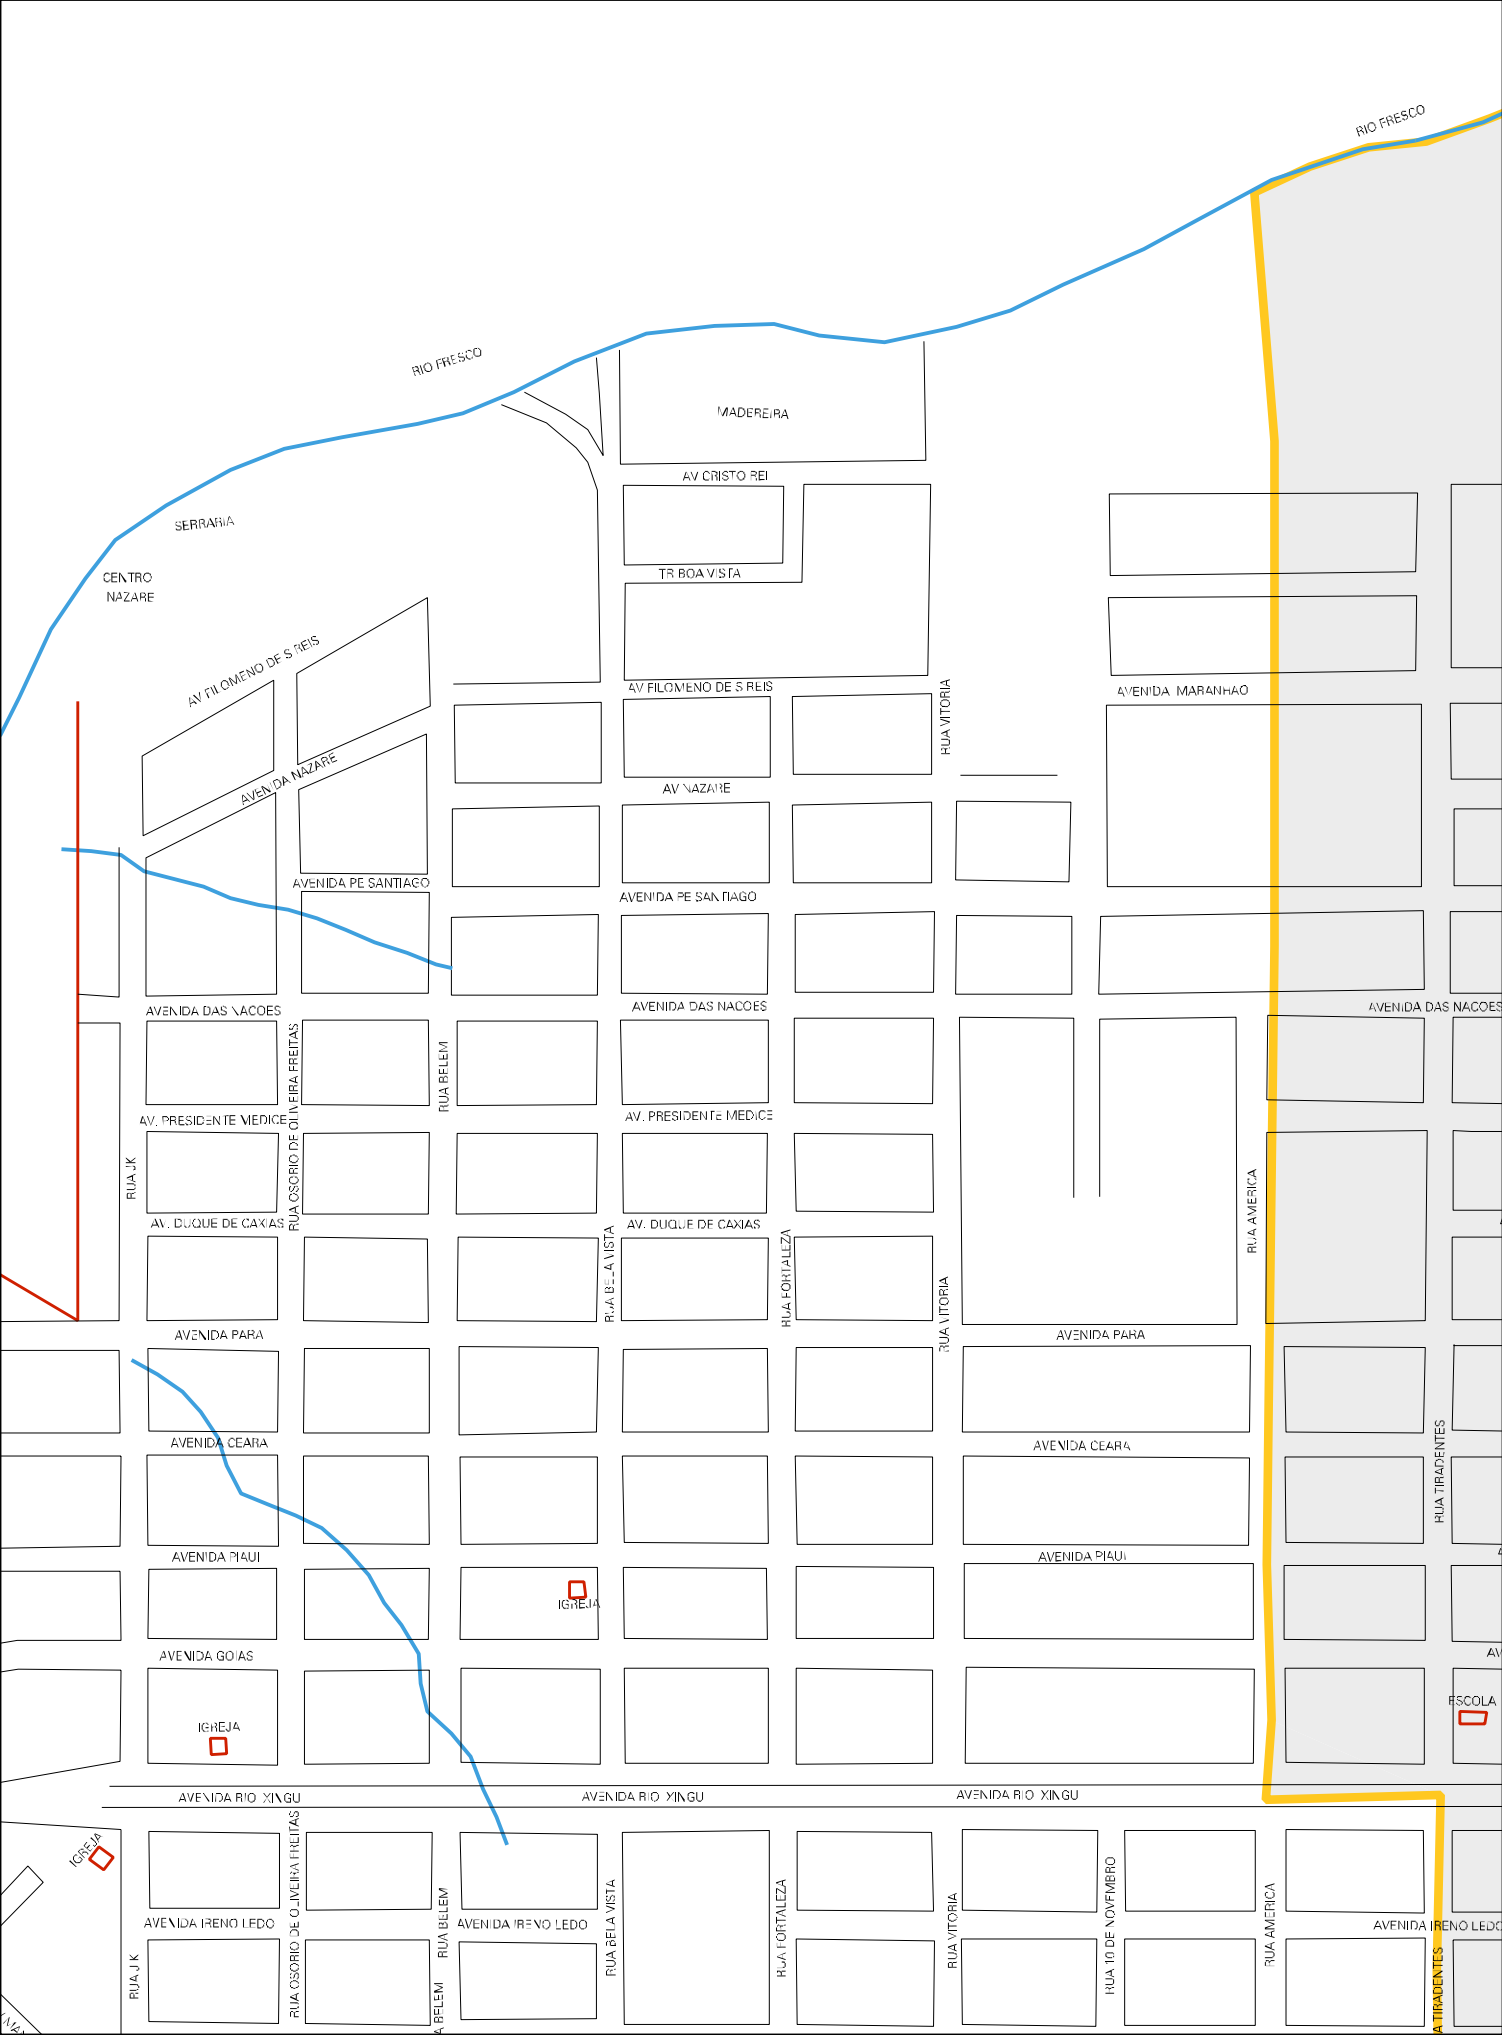 RIO FRESCO
RIO FRESCO
MADEREIRA
AV CRISTO REI
SERRARIA
TR BOA VISTA
CENTRO
NAZARE
AV FILOMENO DE S REIS
AV FILOMENO DE S REIS
AVENIDA MARANHAO
RUA VITORIA
AVENIDA NAZARE
AV NAZARE
AVENIDA PE SANTIAGO
AVENIDA PE SANTIAGO
AVENIDA DAS NACOES
AVENIDA DAS NACOES
AVENIDA DAS NACOES
RUA OSORIO DE OLIVEIRA FREITAS
RUA BELEM
AV. PRESIDENTE MEDICE
AV. PRESIDENTE MEDICE
RUA JK
RUA AMERICA
AV. DUQUE DE CAXIAS
AV. DUQUE DE CAXIAS
RUA BELA VISTA
RUA FORTALEZA
RUA VITORIA
AVENIDA PARA
AVENIDA PARA
AVENIDA CEARA
AVENIDA CEARA
RUA TIRADENTES
AVENIDA PIAUI
AVENIDA PIAUI
IGREJA
AVENIDA GOIAS
AV
ESCOLA
IGREJA
AVENIDA RIO XINGU
AVENIDA RIO XINGU
AVENIDA RIO XINGU
IGREJA
RUA OSORIO DE OLIVEIRA FREITAS
RUA BELEM
RUA BELA VISTA
RUA FORTALEZA
RUA VITORIA
RUA 10 DE NOVEMBRO
RUA AMERICA
AVENIDA IRENO LEDO
AVENIDA IRENO LEDO
AVENIDA IRENO LEDO
RUA J K
A BELEM
A TIRADENTES